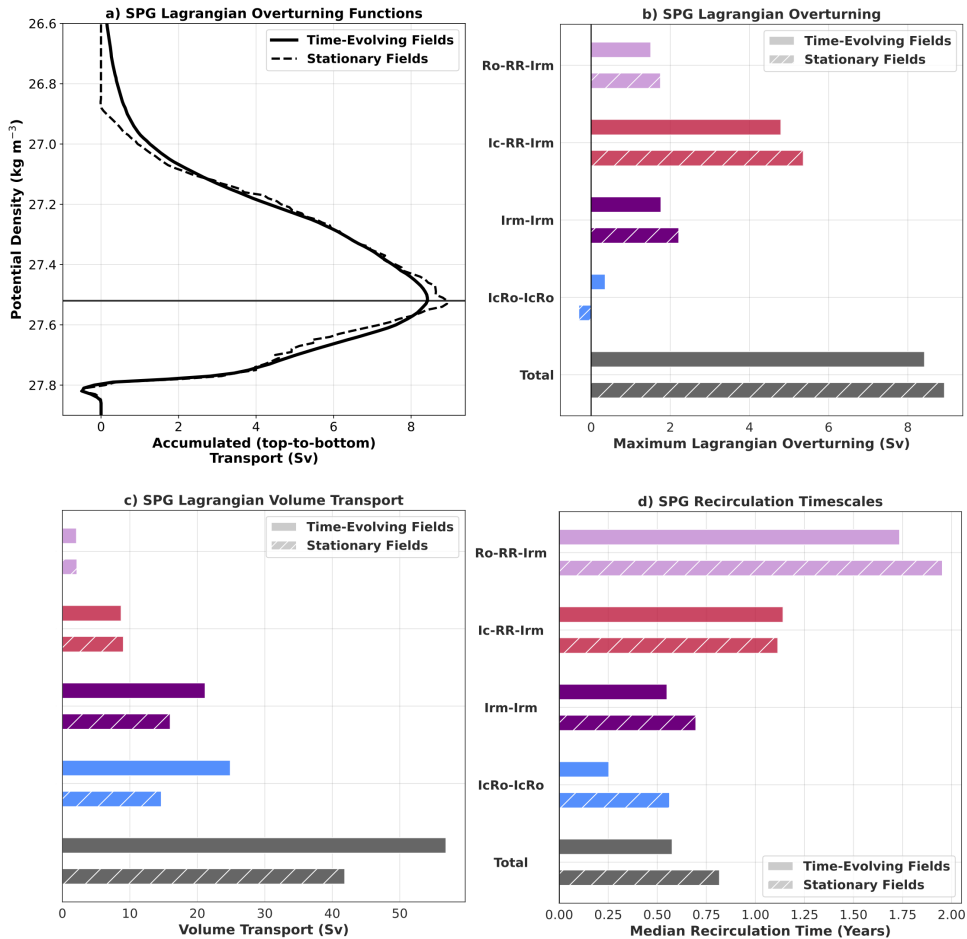 a) SPG Lagrangian Overturning Functions
26.6
26.8
27.0
27.2
27.4
27.6
27.8
Potential Density (kg m⁻³)
Time-Evolving Fields
Stationary Fields
0
2
4
6
8
Accumulated (top-to-bottom)
Transport (Sv)
b) SPG Lagrangian Overturning
Time-Evolving Fields
Stationary Fields
Ro-RR-Irm
Ic-RR-Irm
Irm-Irm
IcRo-IcRo
Total
0
2
4
6
8
Maximum Lagrangian Overturning (Sv)
c) SPG Lagrangian Volume Transport
Time-Evolving Fields
Stationary Fields
0
10
20
30
40
50
Volume Transport (Sv)
d) SPG Recirculation Timescales
Ro-RR-Irm
Ic-RR-Irm
Irm-Irm
IcRo-IcRo
Total
Time-Evolving Fields
Stationary Fields
0.00
0.25
0.50
0.75
1.00
1.25
1.50
1.75
2.00
Median Recirculation Time (Years)